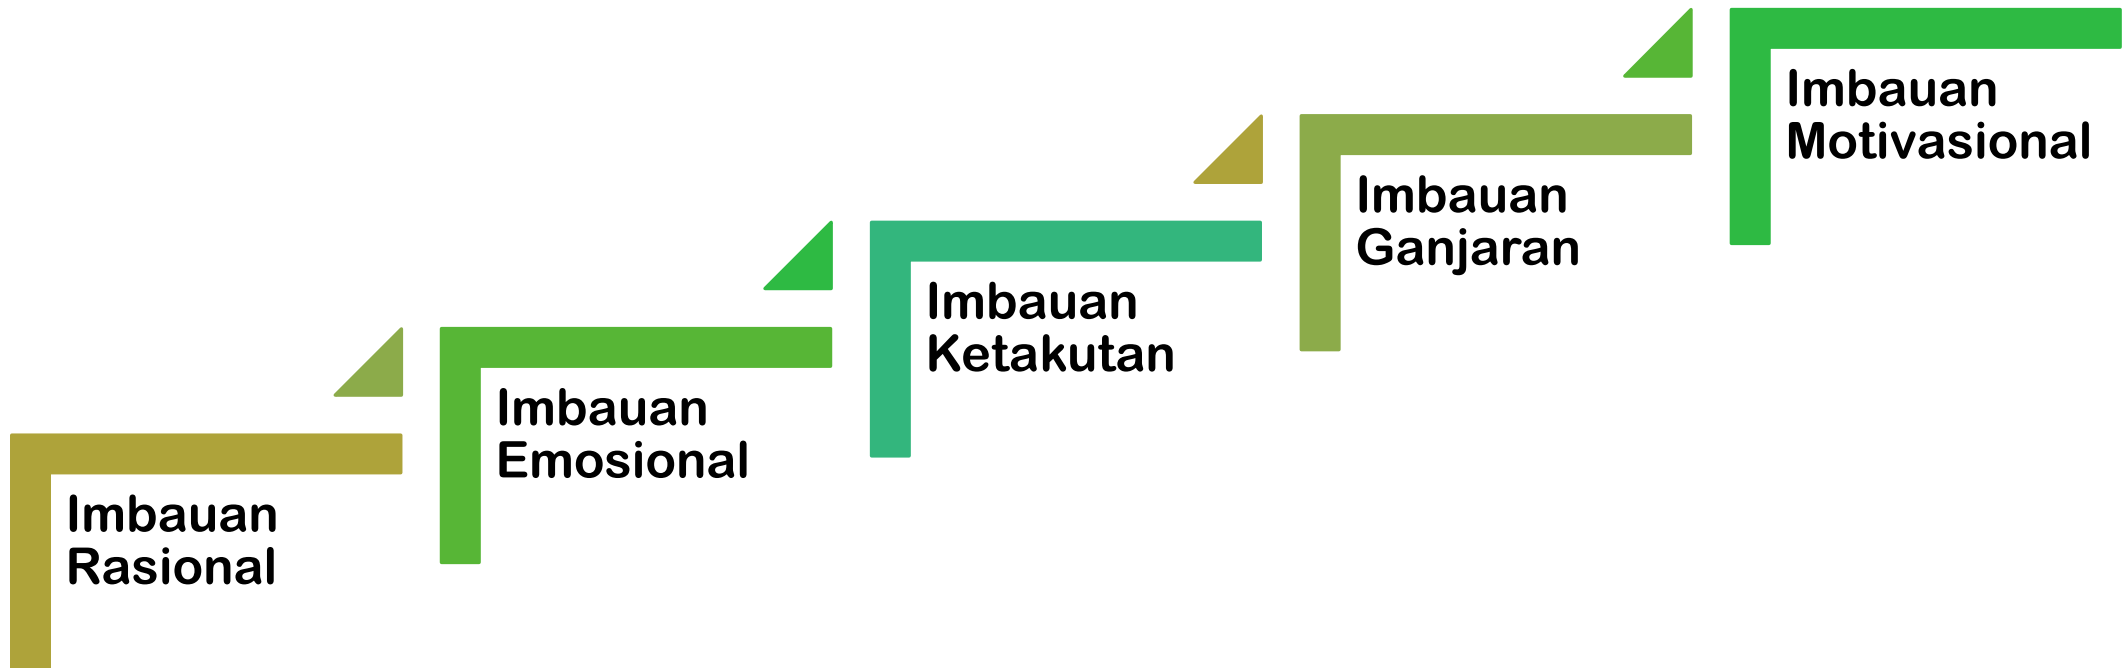 Imbauan
Rasional
Imbauan
Emosional
Imbauan
Ketakutan
Imbauan
Ganjaran
Imbauan
Motivasional